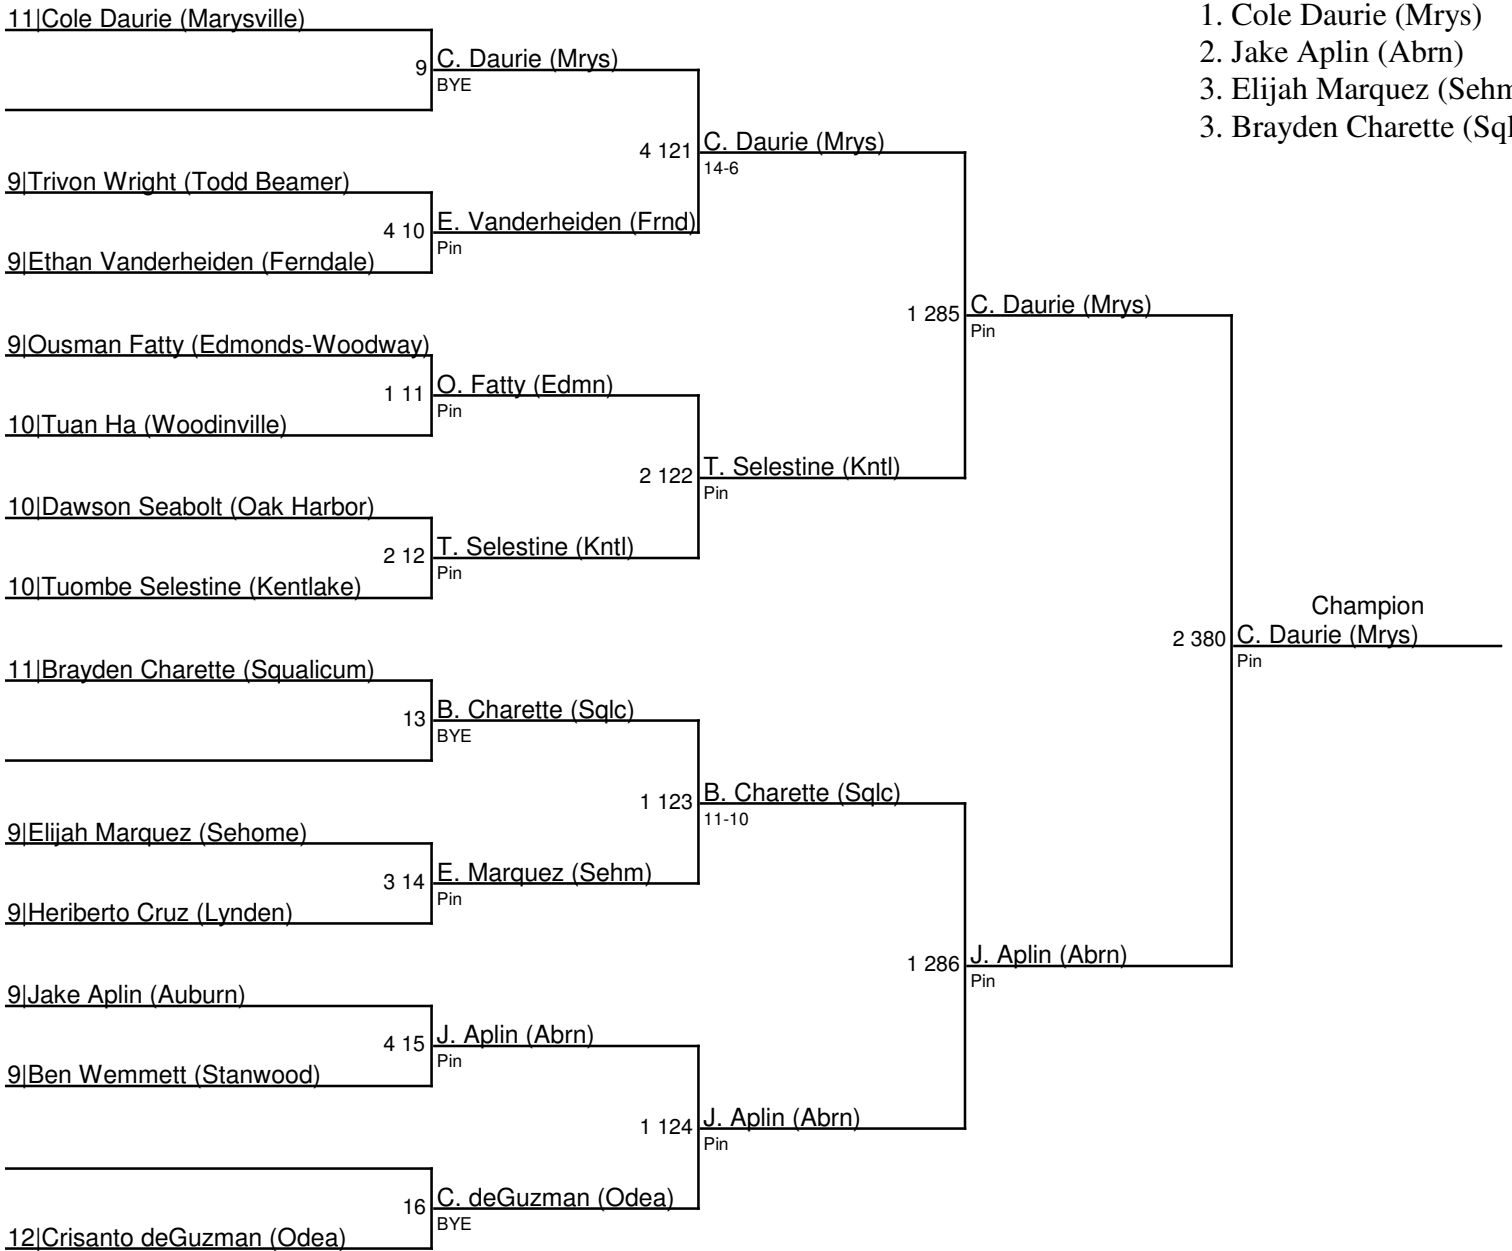 11|Cole Daurie (Marysville)
9 C. Daurie (Mrys)
BYE
4 121 C. Daurie (Mrys)
14-6
9|Trivon Wright (Todd Beamer)
4 10 E. Vanderheiden (Frnd)
Pin
9|Ethan Vanderheiden (Ferndale)
1 285 C. Daurie (Mrys)
Pin
9|Ousman Fatty (Edmonds-Woodway)
1 11 O. Fatty (Edmn)
Pin
10|Tuan Ha (Woodinville)
2 122 T. Selestine (Kntl)
Pin
10|Dawson Seabolt (Oak Harbor)
2 12 T. Selestine (Kntl)
Pin
10|Tuombe Selestine (Kentlake)
Champion
2 380 C. Daurie (Mrys)
Pin
11|Brayden Charette (Squalicum)
13 B. Charette (Sqlc)
BYE
1 123 B. Charette (Sqlc)
11-10
9|Elijah Marquez (Sehome)
3 14 E. Marquez (Sehm)
Pin
9|Heriberto Cruz (Lynden)
1 286 J. Aplin (Abrn)
Pin
9|Jake Aplin (Auburn)
4 15 J. Aplin (Abrn)
Pin
9|Ben Wemmett (Stanwood)
1 124 J. Aplin (Abrn)
Pin
16 C. deGuzman (Odea)
BYE
12|Crisanto deGuzman (Odea)
1. Cole Daurie (Mrys)
2. Jake Aplin (Abrn)
3. Elijah Marquez (Sehm
3. Brayden Charette (Sql